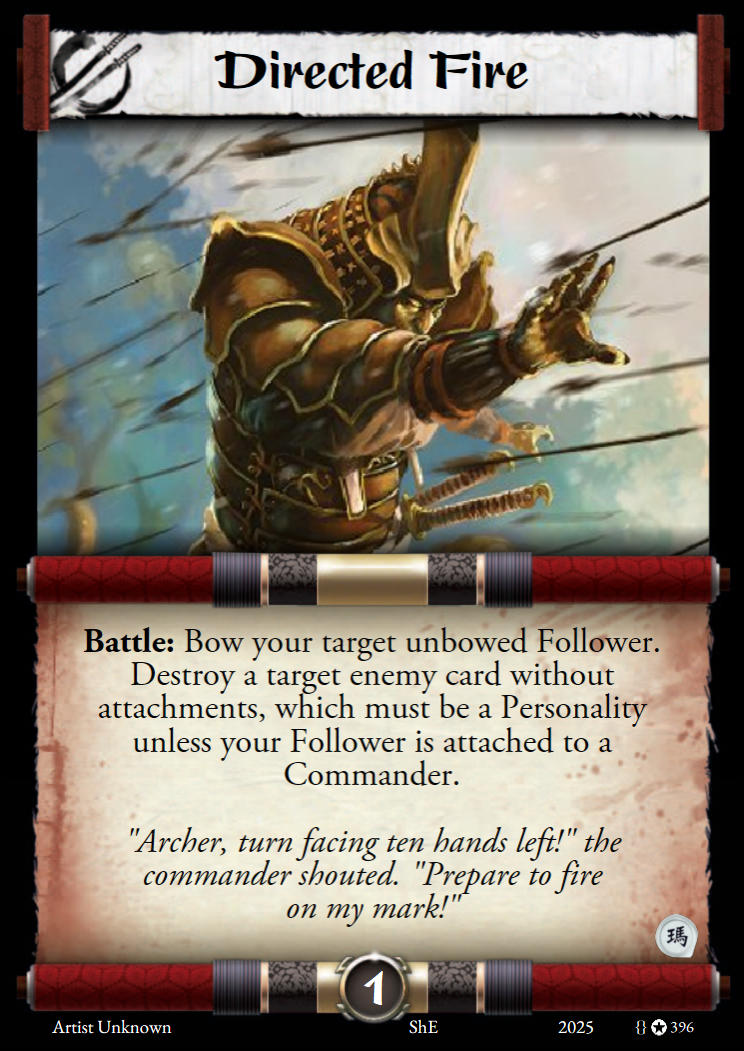 Directed Fire
Battle: Bow your target unbowed Follower.
Destroy a target enemy card without
attachments, which must be a Personality
unless your Follower is attached to a
Commander.
"Archer, turn facing ten hands left!" the
commander shouted. "Prepare to fire
on my mark!"
瑪
1
Artist Unknown ShE 2025 {} 396